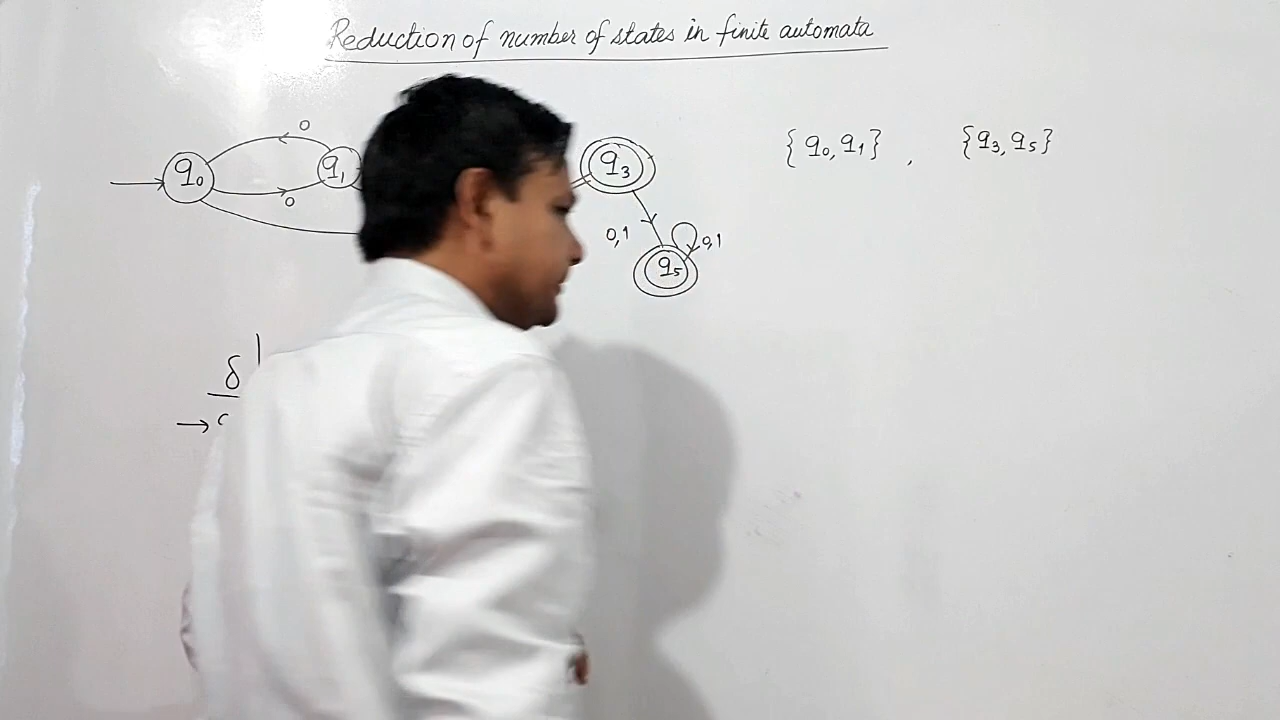 Reduction of number of states in finite automata
{q0, q1} , {q3, q5}
0
q0 q1 q3
0
0,1 0,1
q5
δ
→